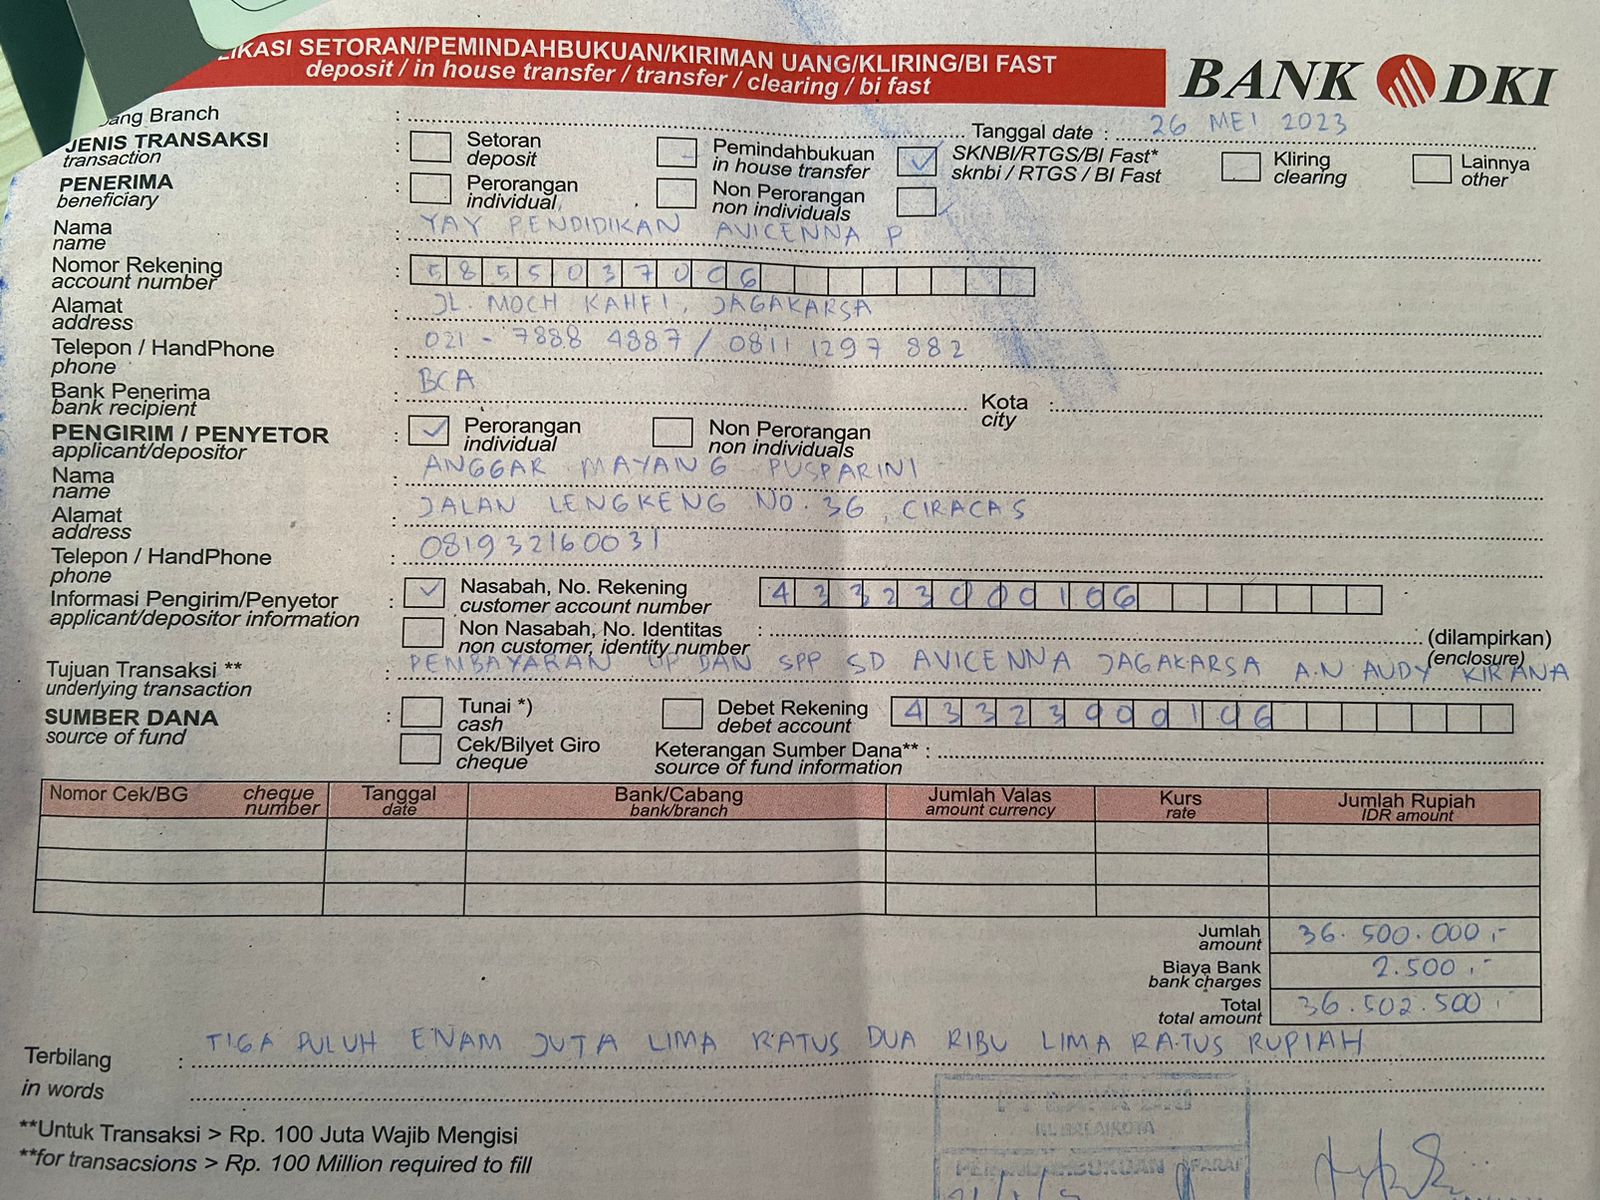 IKASI SETORAN/PEMINDAHBUKUAN/KIRIMAN UANG/KLIRING/BI FAST
deposit / in house transfer / transfer / clearing / bi fast
BANK DKI
ang Branch : Tanggal date : 26 MEI 2023
JENIS TRANSAKSI : Setoran Pemindahbukuan SKNBI/RTGS/BI Fast* Kliring Lainnya
transaction deposit in house transfer sknbi / RTGS / BI Fast clearing other
PENERIMA : Perorangan Non Perorangan
beneficiary individual non individuals
Nama : YAY PENDIDIKAN AVICENNA P
name
Nomor Rekening : 5855037006
account number
Alamat : JL. MOCH KAHFI, JAGAKARSA
address
Telepon / HandPhone : 021 - 7888 4887 / 0811 1297 882
phone
Bank Penerima : BCA Kota :
bank recipient city
PENGIRIM / PENYETOR : Perorangan Non Perorangan
applicant/depositor individual non individuals
Nama : ANGGAR MAYANG PUSPARINI
name
Alamat : JALAN LENGKENG NO. 36, CIRACAS
address
Telepon / HandPhone : 081932160031
phone
Informasi Pengirim/Penyetor : Nasabah, No. Rekening 43323000106
applicant/depositor information customer account number
Non Nasabah, No. Identitas : (dilampirkan)
non customer, identity number (enclosure)
Tujuan Transaksi ** : PEMBAYARAN UP DAN SPP SD AVICENNA JAGAKARSA A.N AUDY KIRANA
underlying transaction
SUMBER DANA : Tunai *) Debet Rekening 43323000106
source of fund cash debet account
Cek/Bilyet Giro Keterangan Sumber Dana** :
cheque source of fund information
Nomor Cek/BG cheque number Tanggal Bank/Cabang Jumlah Valas Kurs Jumlah Rupiah
date bank/branch amount currency rate IDR amount
Jumlah 36.500.000,-
amount
Biaya Bank 2.500,-
bank charges
Total 36.502.500,-
total amount
Terbilang : TIGA PULUH ENAM JUTA LIMA RATUS DUA RIBU LIMA RATUS RUPIAH
in words
**Untuk Transaksi > Rp. 100 Juta Wajib Mengisi
**for transacsions > Rp. 100 Million required to fill
PT BANK DKI
KL BALAIKOTA
PEMINDAHBUKUAN PARAF